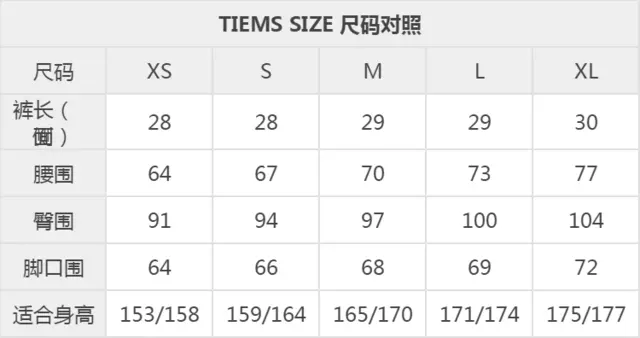 TIEMS SIZE 尺码对照
尺码 XS S M L XL
裤长（
面） 28 28 29 29 30
腰围 64 67 70 73 77
臀围 91 94 97 100 104
脚口围 64 66 68 69 72
适合身高 153/158 159/164 165/170 171/174 175/177